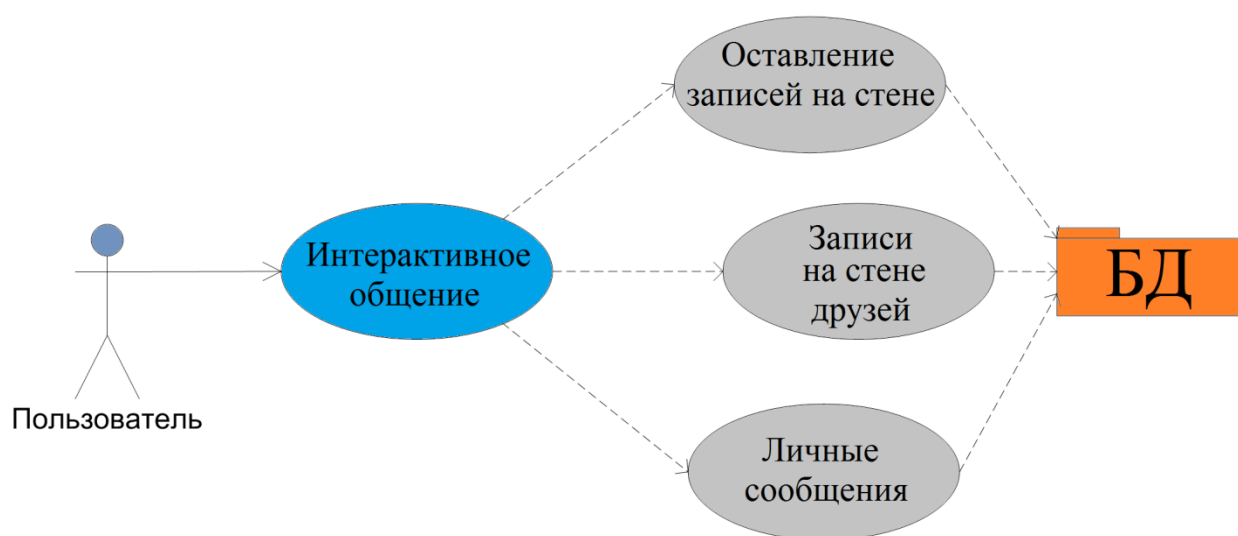 Оставление
записей на стене
Интерактивное
общение
Записи
на стене
друзей
БД
Пользователь
Личные
сообщения